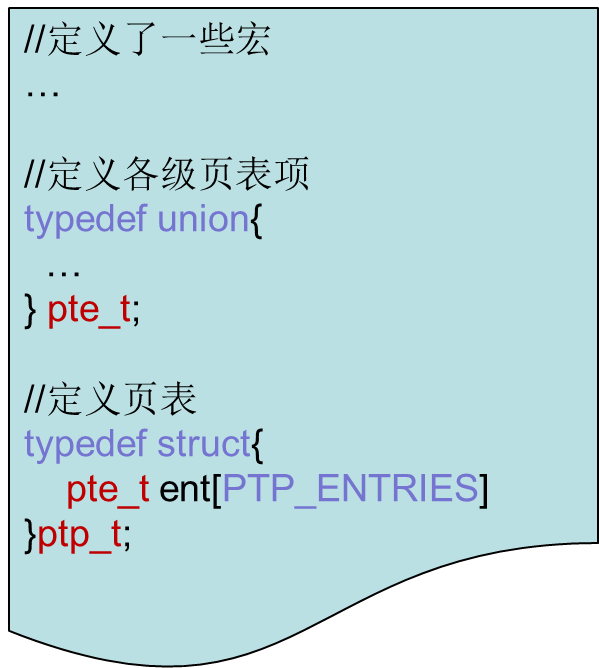 //定义了一些宏
…
//定义各级页表项
typedef union{
…
} pte_t;
//定义页表
typedef struct{
pte_t ent[PTP_ENTRIES]
}ptp_t;